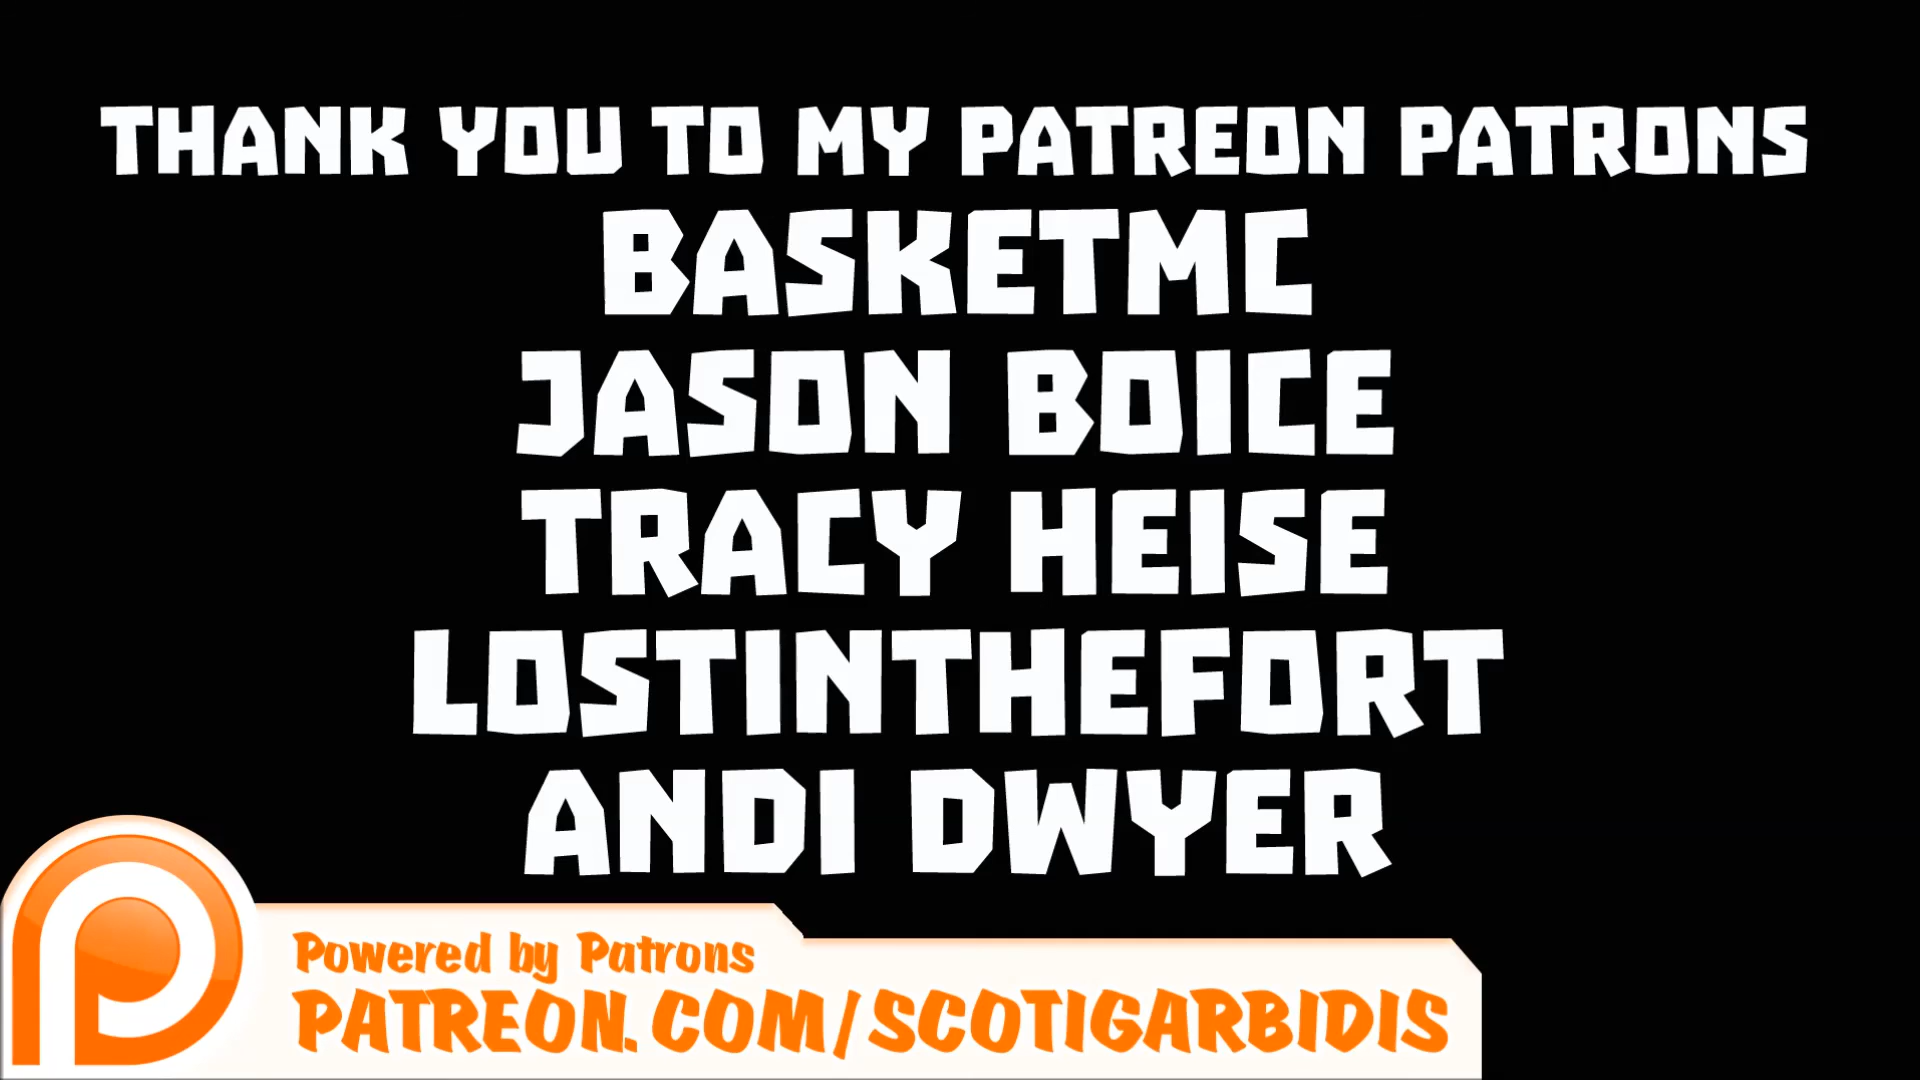 THANK YOU TO MY PATREON PATRONS
BASKETMC
JASON BOICE
TRACY HEISE
LOSTINTHEFORT
ANDI DWYER
Powered by Patrons
PATREON.COM/SCOTIGARBIDIS